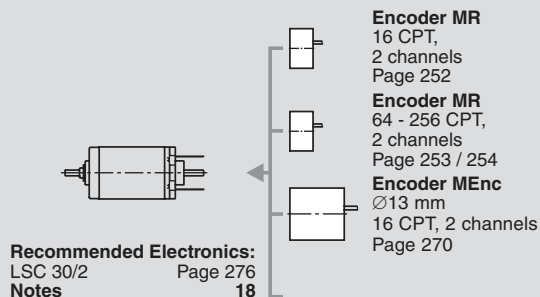 Encoder MR
16 CPT,
2 channels
Page 252
Encoder MR
64 - 256 CPT,
2 channels
Page 253 / 254
Encoder MEnc
∅13 mm
16 CPT, 2 channels
Page 270
Recommended Electronics:
LSC 30/2 Page 276
Notes 18